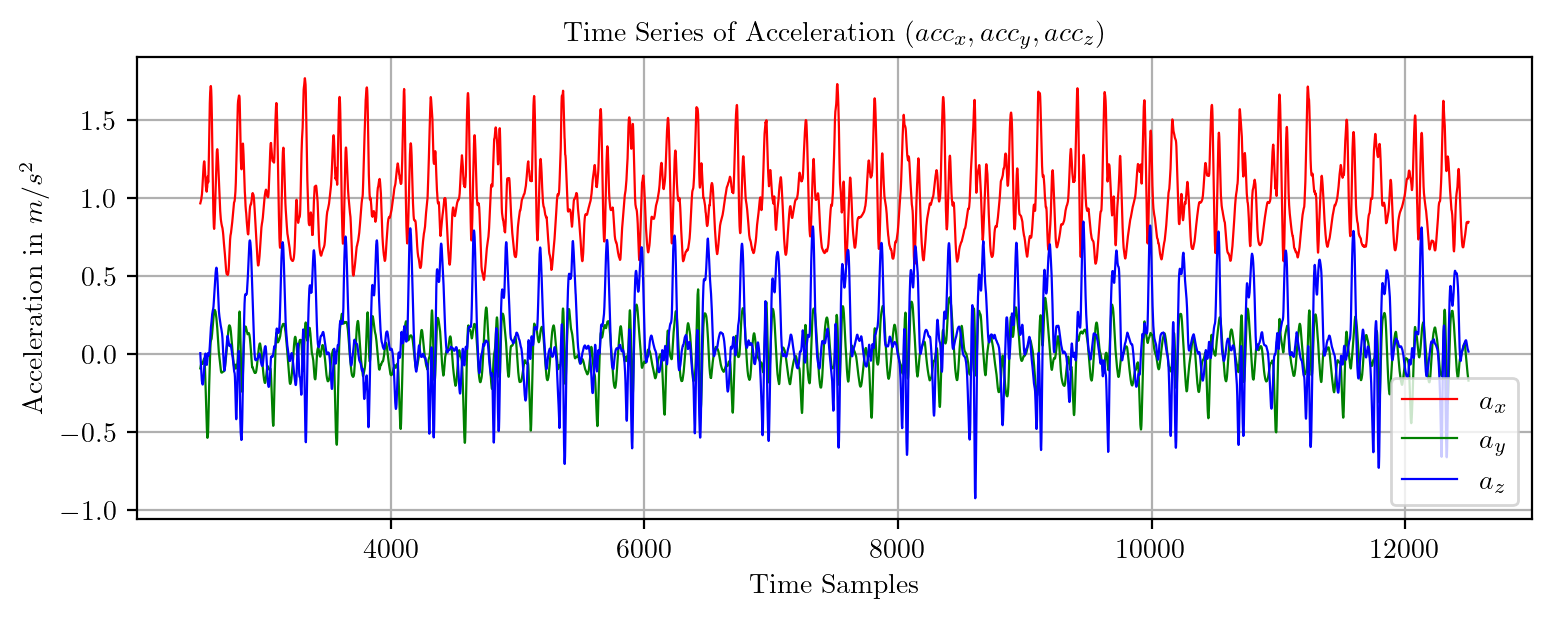 Time Series of Acceleration (acc_x, acc_y, acc_z)
Acceleration in m/s^2
1.5
1.0
0.5
0.0
−0.5
−1.0
4000 6000 8000 10000 12000
Time Samples
a_x
a_y
a_z